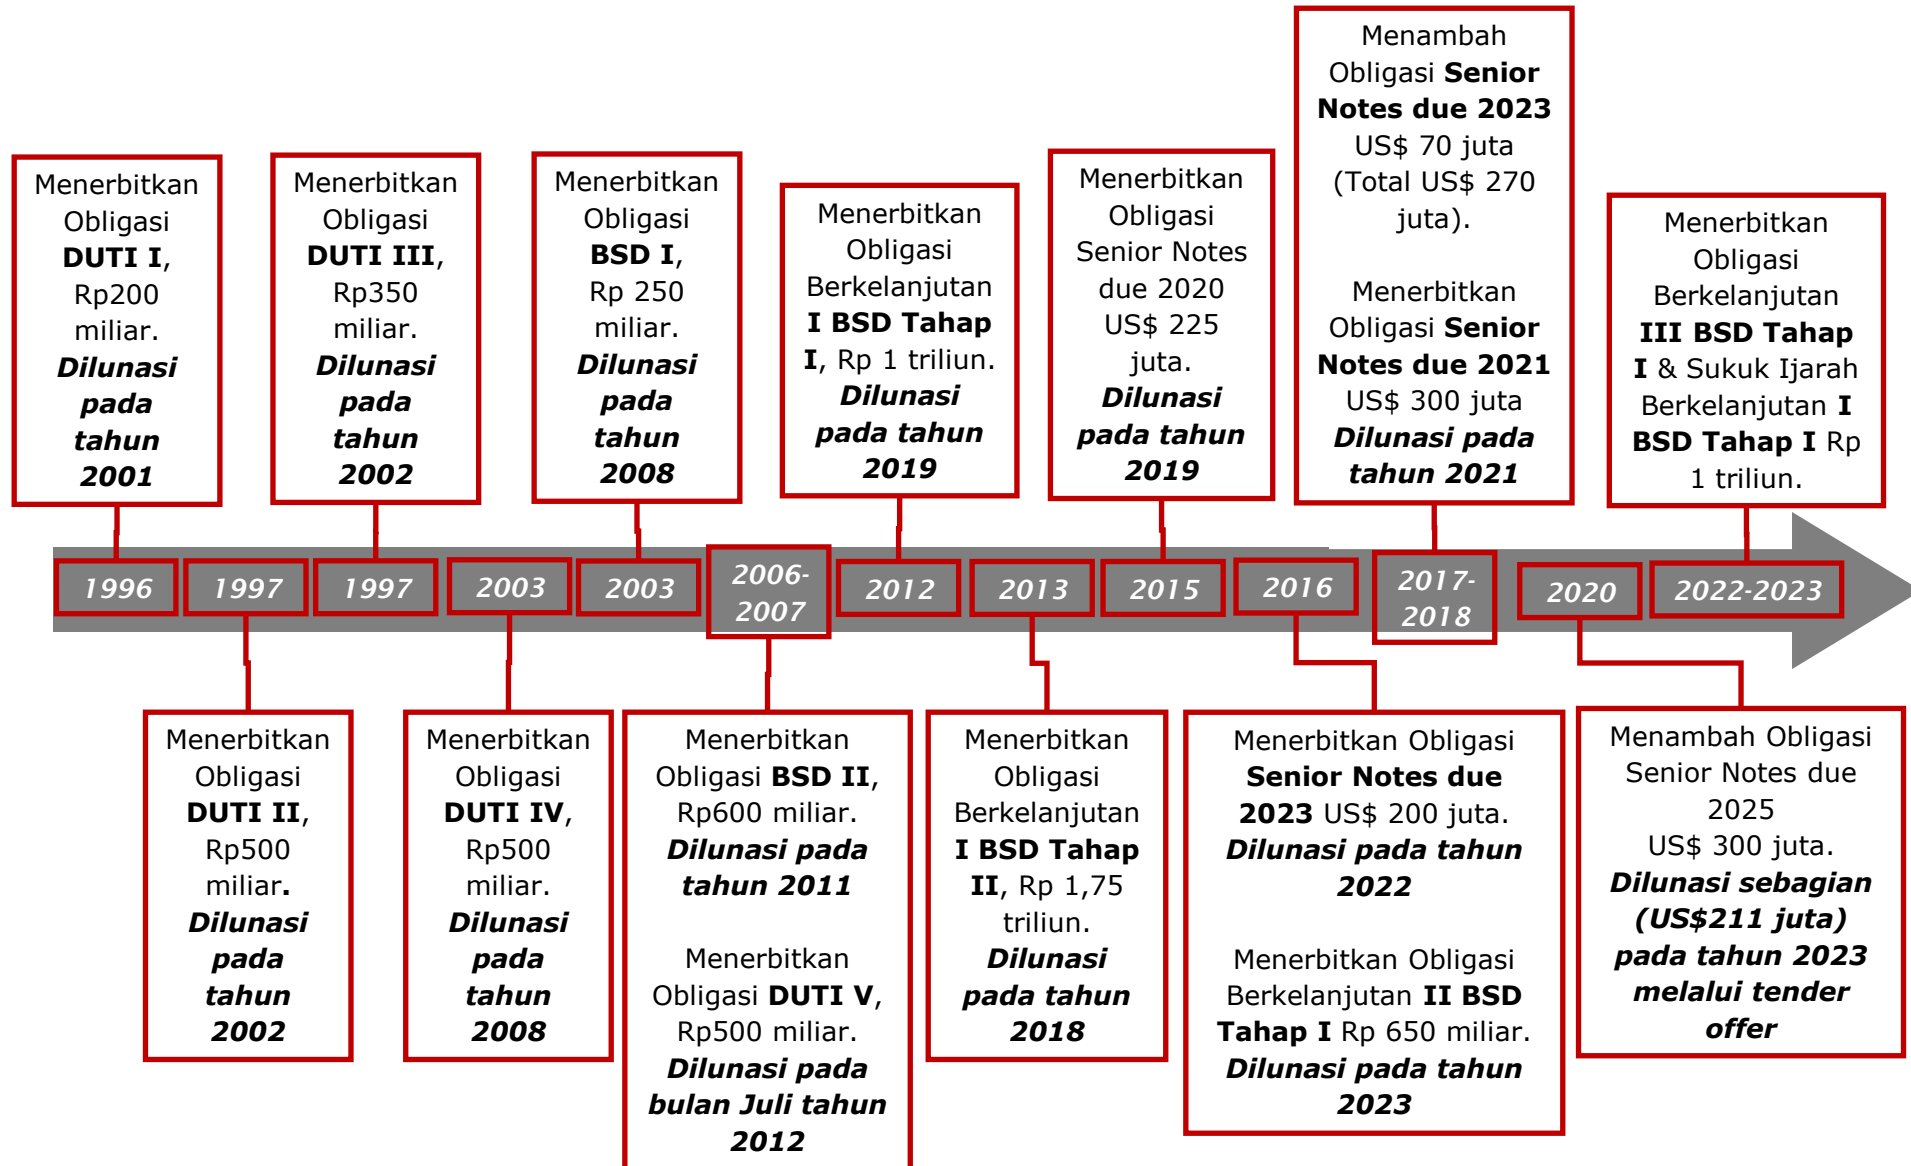 Menambah
Obligasi Senior
Notes due 2023
US$ 70 juta
(Total US$ 270
juta).
Menerbitkan
Obligasi Senior
Notes due 2021
US$ 300 juta
Dilunasi pada
tahun 2021
Menerbitkan
Obligasi
DUTI I,
Rp200
miliar.
Dilunasi
pada
tahun
2001
Menerbitkan
Obligasi
DUTI III,
Rp350
miliar.
Dilunasi
pada
tahun
2002
Menerbitkan
Obligasi
BSD I,
Rp 250
miliar.
Dilunasi
pada
tahun
2008
Menerbitkan
Obligasi
Berkelanjutan
I BSD Tahap
I, Rp 1 triliun.
Dilunasi
pada tahun
2019
Menerbitkan
Obligasi
Senior Notes
due 2020
US$ 225
juta.
Dilunasi
pada tahun
2019
Menerbitkan
Obligasi
Berkelanjutan
III BSD Tahap
I & Sukuk Ijarah
Berkelanjutan I
BSD Tahap I Rp
1 triliun.
1996
1997
1997
2003
2003
2006-
2007
2012
2013
2015
2016
2017-
2018
2020
2022-2023
Menerbitkan
Obligasi
DUTI II,
Rp500
miliar.
Dilunasi
pada
tahun
2002
Menerbitkan
Obligasi
DUTI IV,
Rp500
miliar.
Dilunasi
pada
tahun
2008
Menerbitkan
Obligasi BSD II,
Rp600 miliar.
Dilunasi pada
tahun 2011
Menerbitkan
Obligasi DUTI V,
Rp500 miliar.
Dilunasi pada
bulan Juli tahun
2012
Menerbitkan
Obligasi
Berkelanjutan
I BSD Tahap
II, Rp 1,75
triliun.
Dilunasi
pada tahun
2018
Menerbitkan Obligasi
Senior Notes due
2023 US$ 200 juta.
Dilunasi pada tahun
2022
Menerbitkan Obligasi
Berkelanjutan II BSD
Tahap I Rp 650 miliar.
Dilunasi pada tahun
2023
Menambah Obligasi
Senior Notes due
2025
US$ 300 juta.
Dilunasi sebagian
(US$211 juta)
pada tahun 2023
melalui tender
offer